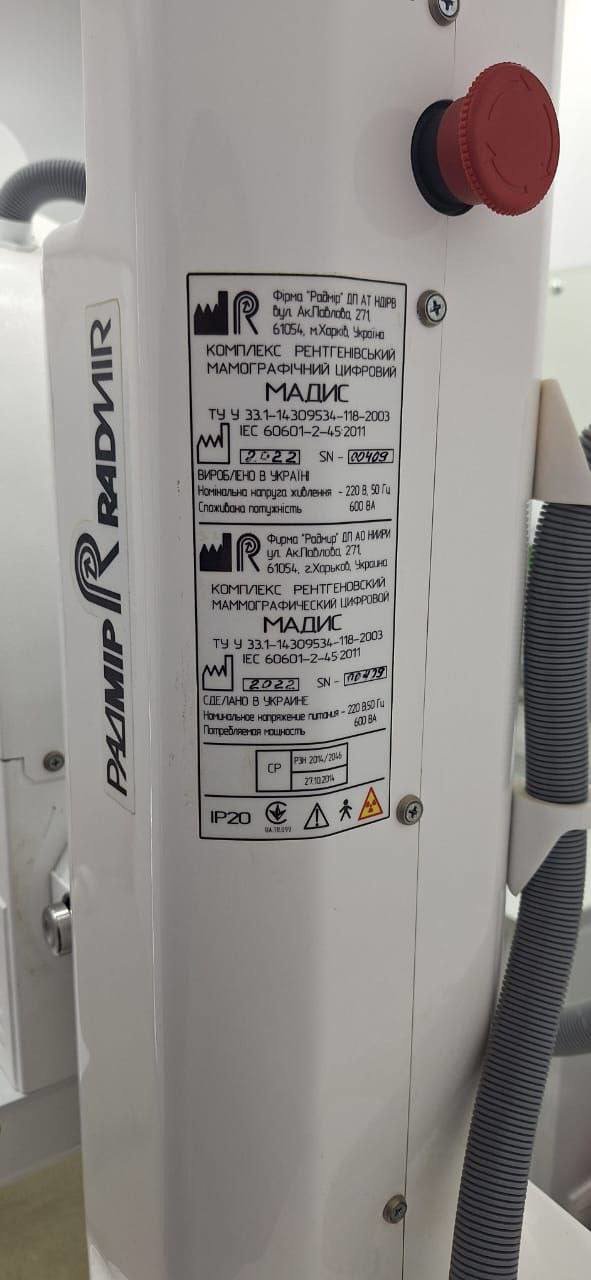 РАДМІР RADMIR
Фірма "Радмір" ДП АТ НДІРВ
вул. Ак.Павлова, 271,
61054, м.Харків, Україна
КОМПЛЕКС РЕНТГЕНІВСЬКИЙ
МАМОГРАФІЧНИЙ ЦИФРОВИЙ
МАДИС
ТУ У 33.1-14309534-118-2003
IEC 60601-2-45:2011
2022 SN - 00409
ВИРОБЛЕНО В УКРАЇНІ
Номінальна напруга живлення - 220 В, 50 Гц
Споживана потужність 600 ВА
Фирма "Радмир" ДП АО НИИРИ
ул. Ак.Павлова, 271,
61054, г.Харьков, Украина
КОМПЛЕКС РЕНТГЕНОВСКИЙ
МАММОГРАФИЧЕСКИЙ ЦИФРОВОЙ
МАДИС
ТУ У 33.1-14309534-118-2003
IEC 60601-2-45:2011
2022 SN -
СДЕЛАНО В УКРАИНЕ
Номинальное напряжение питания - 220 В,50 Гц
Потребляемая мощность 600 ВА
СР РЗН 2014/2046
27.10.2014
IP20
UA.TR.099